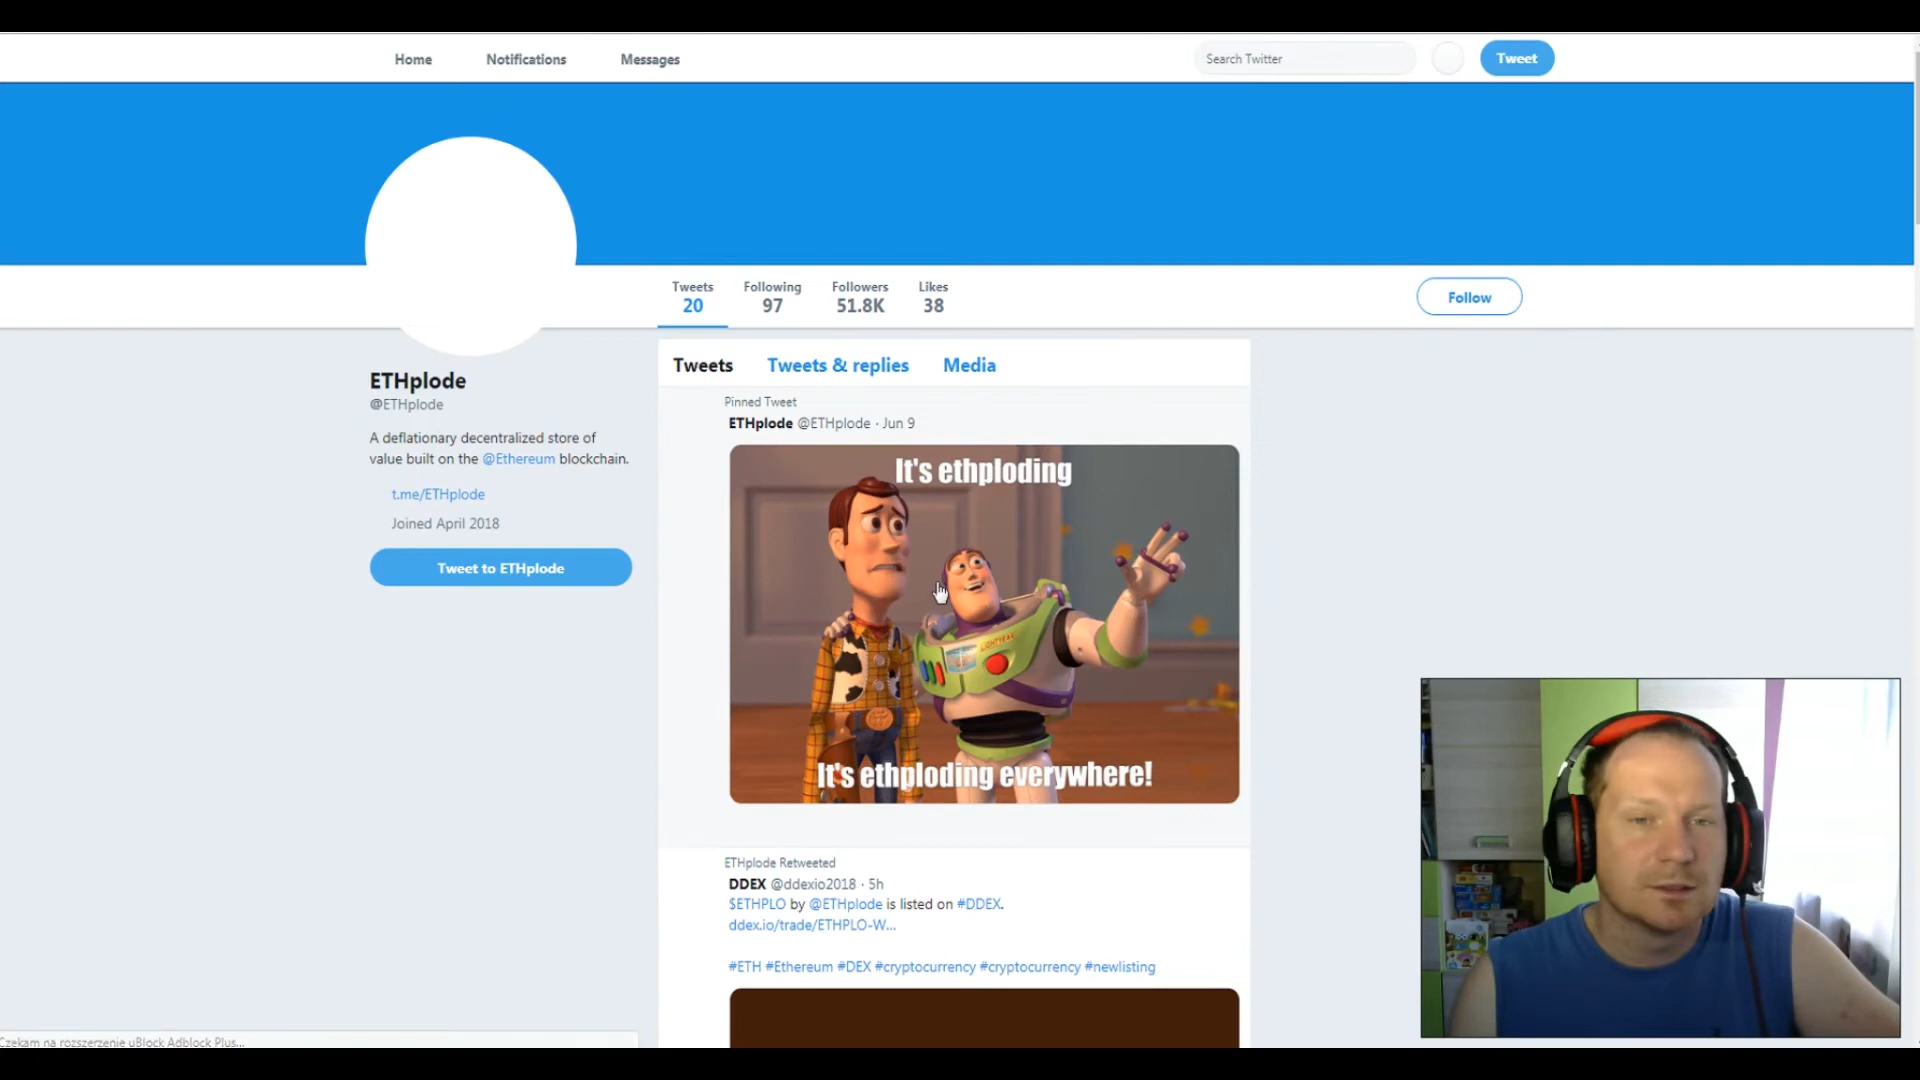 Home
Notifications
Messages
Search Twitter
Tweet
Tweets
20
Following
97
Followers
51.8K
Likes
38
Follow
ETHplode
@ETHplode
A deflationary decentralized store of
value built on the @Ethereum blockchain.
t.me/ETHplode
Joined April 2018
Tweet to ETHplode
Tweets
Tweets & replies
Media
Pinned Tweet
ETHplode @ETHplode · Jun 9
It's ethploding
LIGHTYEAR
It's ethploding everywhere!
ETHplode Retweeted
DDEX @ddexio2018 · 5h
$ETHPLO by @ETHplode is listed on #DDEX.
ddex.io/trade/ETHPLO-W...
#ETH #Ethereum #DEX #cryptocurrency #cryptocurrency #newlisting
Czekam na rozszerzenie uBlock Adblock Plus...